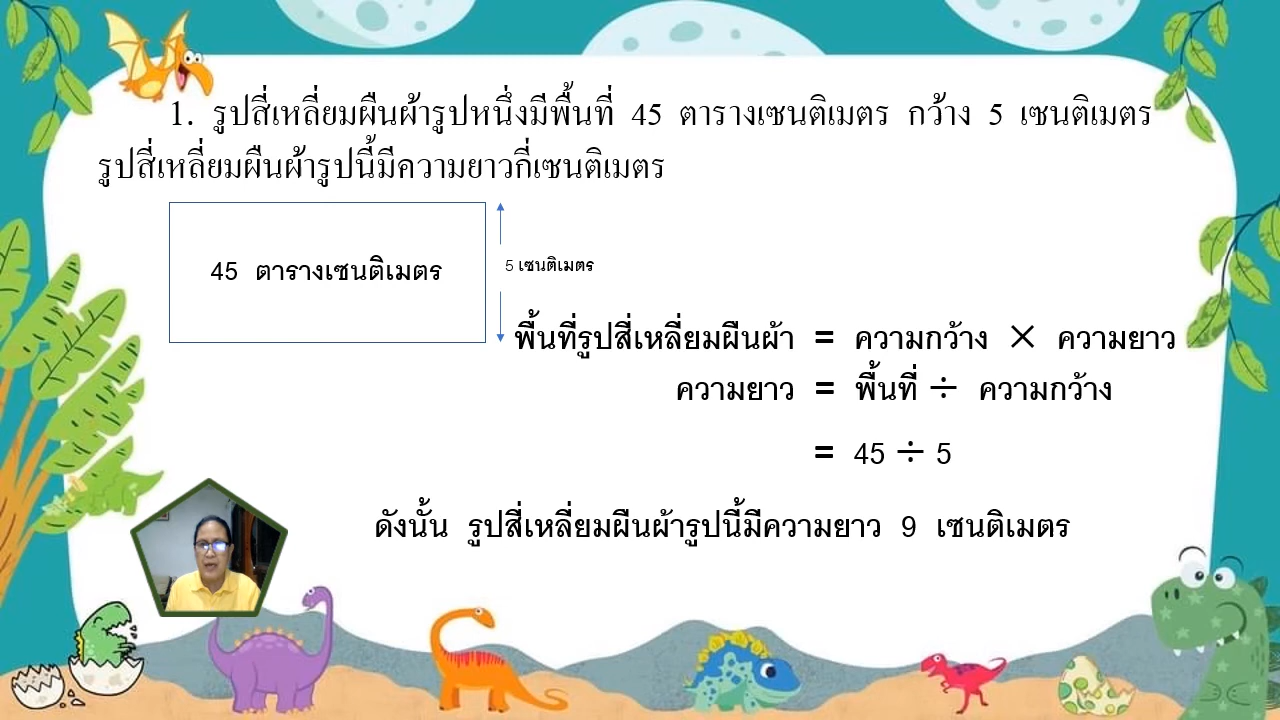 1. รูปสี่เหลี่ยมผืนผ้ารูปหนึ่งมีพื้นที่ 45 ตารางเซนติเมตร กว้าง 5 เซนติเมตร
รูปสี่เหลี่ยมผืนผ้ารูปนี้มีความยาวกี่เซนติเมตร
45 ตารางเซนติเมตร
5 เซนติเมตร
พื้นที่รูปสี่เหลี่ยมผืนผ้า = ความกว้าง × ความยาว
ความยาว = พื้นที่ ÷ ความกว้าง
= 45 ÷ 5
ดังนั้น รูปสี่เหลี่ยมผืนผ้ารูปนี้มีความยาว 9 เซนติเมตร